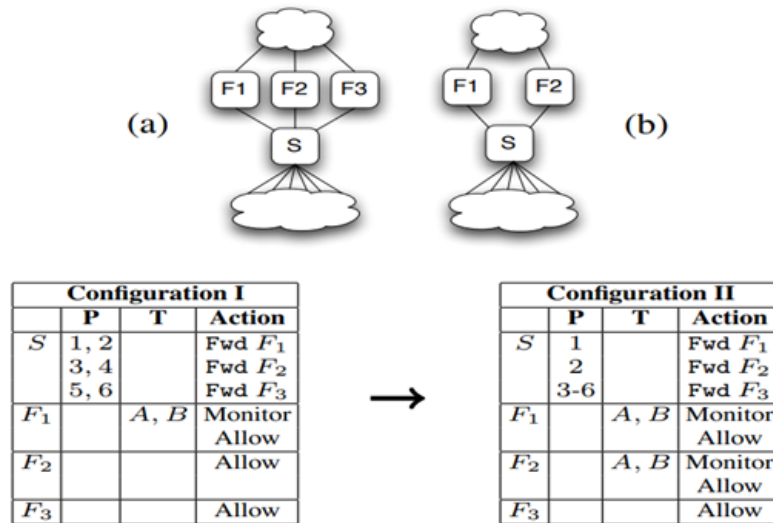 F1 F2 F3
S
(a)
F1 F2
S
(b)
Configuration I
P T Action
S 1, 2 Fwd F1
3, 4 Fwd F2
5, 6 Fwd F3
F1 A, B Monitor
Allow
F2 Allow
F3 Allow
→
Configuration II
P T Action
S 1 Fwd F1
2 Fwd F2
3-6 Fwd F3
F1 A, B Monitor
Allow
F2 A, B Monitor
Allow
F3 Allow